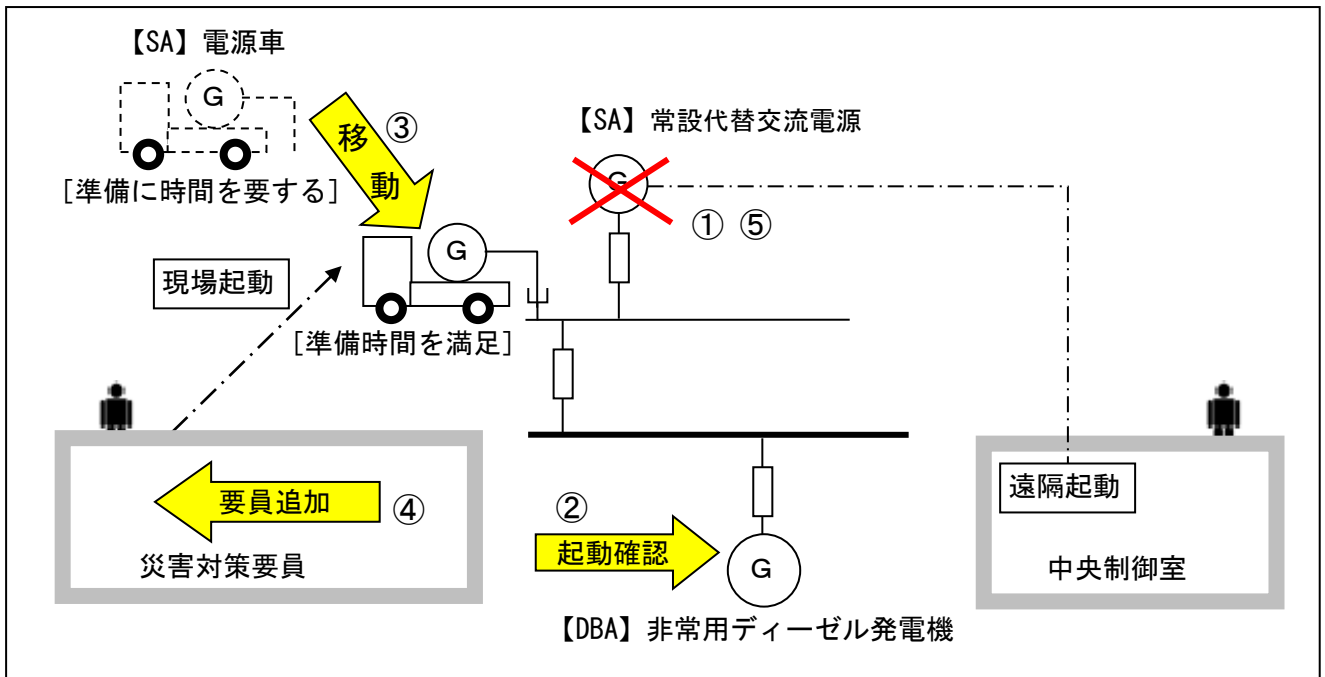 【SA】電源車
G
移動
③
[準備に時間を要する]
【SA】常設代替交流電源
G
① ⑤
G
現場起動
[準備時間を満足]
要員追加
④
災害対策要員
②
起動確認
G
【DBA】非常用ディーゼル発電機
遠隔起動
中央制御室